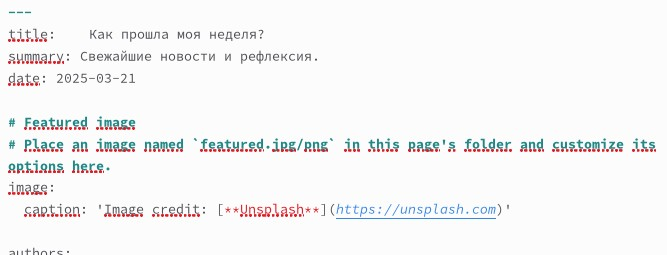 ---
title:    Как прошла моя неделя?
summary: Свежайшие новости и рефлексия.
date: 2025-03-21
# Featured image
# Place an image named `featured.jpg/png` in this page's folder and customize its
options here.
image:
  caption: 'Image credit: [**Unsplash**](https://unsplash.com)'
authors: